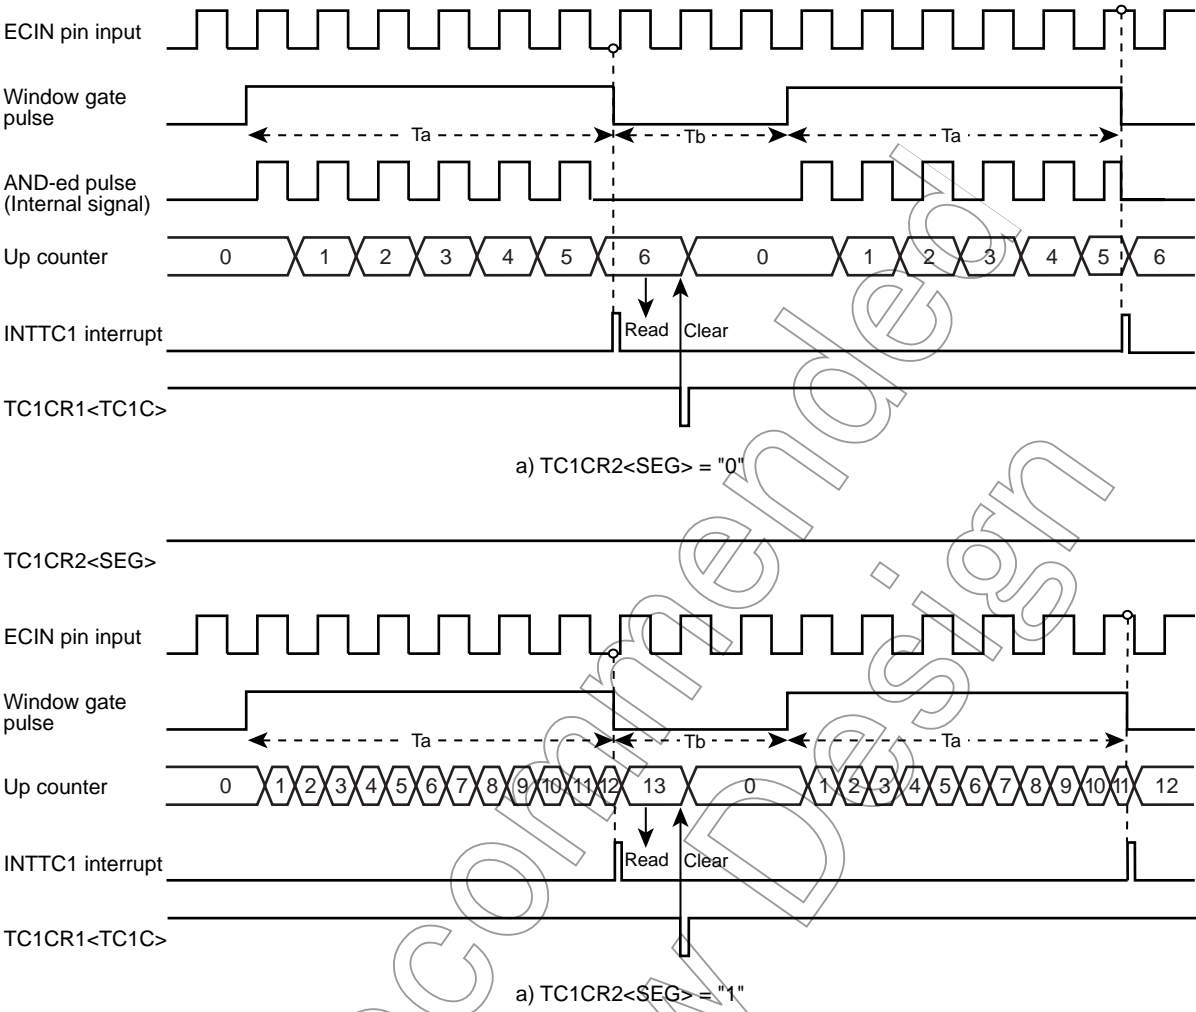 ECIN pin input
Window gate
pulse
Ta Tb Ta
AND-ed pulse
(Internal signal)
Up counter 0 1 2 3 4 5 6 0 1 2 3 4 5 6
INTTC1 interrupt Read Clear
TC1CR1<TC1C>
a) TC1CR2<SEG> = "0"
TC1CR2<SEG>
ECIN pin input
Window gate
pulse
Ta Tb Ta
Up counter 0 1 2 3 4 5 6 7 8 9 10 11 12 13 0 1 2 3 4 5 6 7 8 9 10 11 12
INTTC1 interrupt Read Clear
TC1CR1<TC1C>
a) TC1CR2<SEG> = "1"
ecommended
w Design